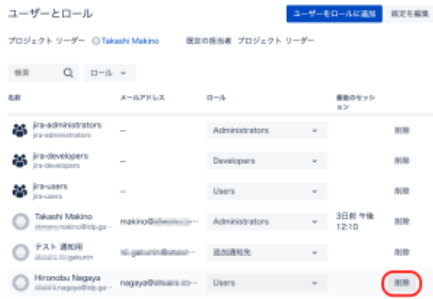 ユーザーとロール
ユーザーをロールに追加 既定を編集
プロジェクト リーダー Takashi Makino 既定の担当者 プロジェクト リーダー
検索 ロール
名前 メールアドレス ロール 最後のセッション
jira-administrators – Administrators 削除
jira-administrators
jira-developers – Developers 削除
jira-developers
jira-users – Users 削除
jira-users
Takashi Makino makino@ Administrators 3日前 午後 12:10 削除
テスト 通知用 追加通知先 削除
Hironobu Nagaya nagaya@ Users 削除